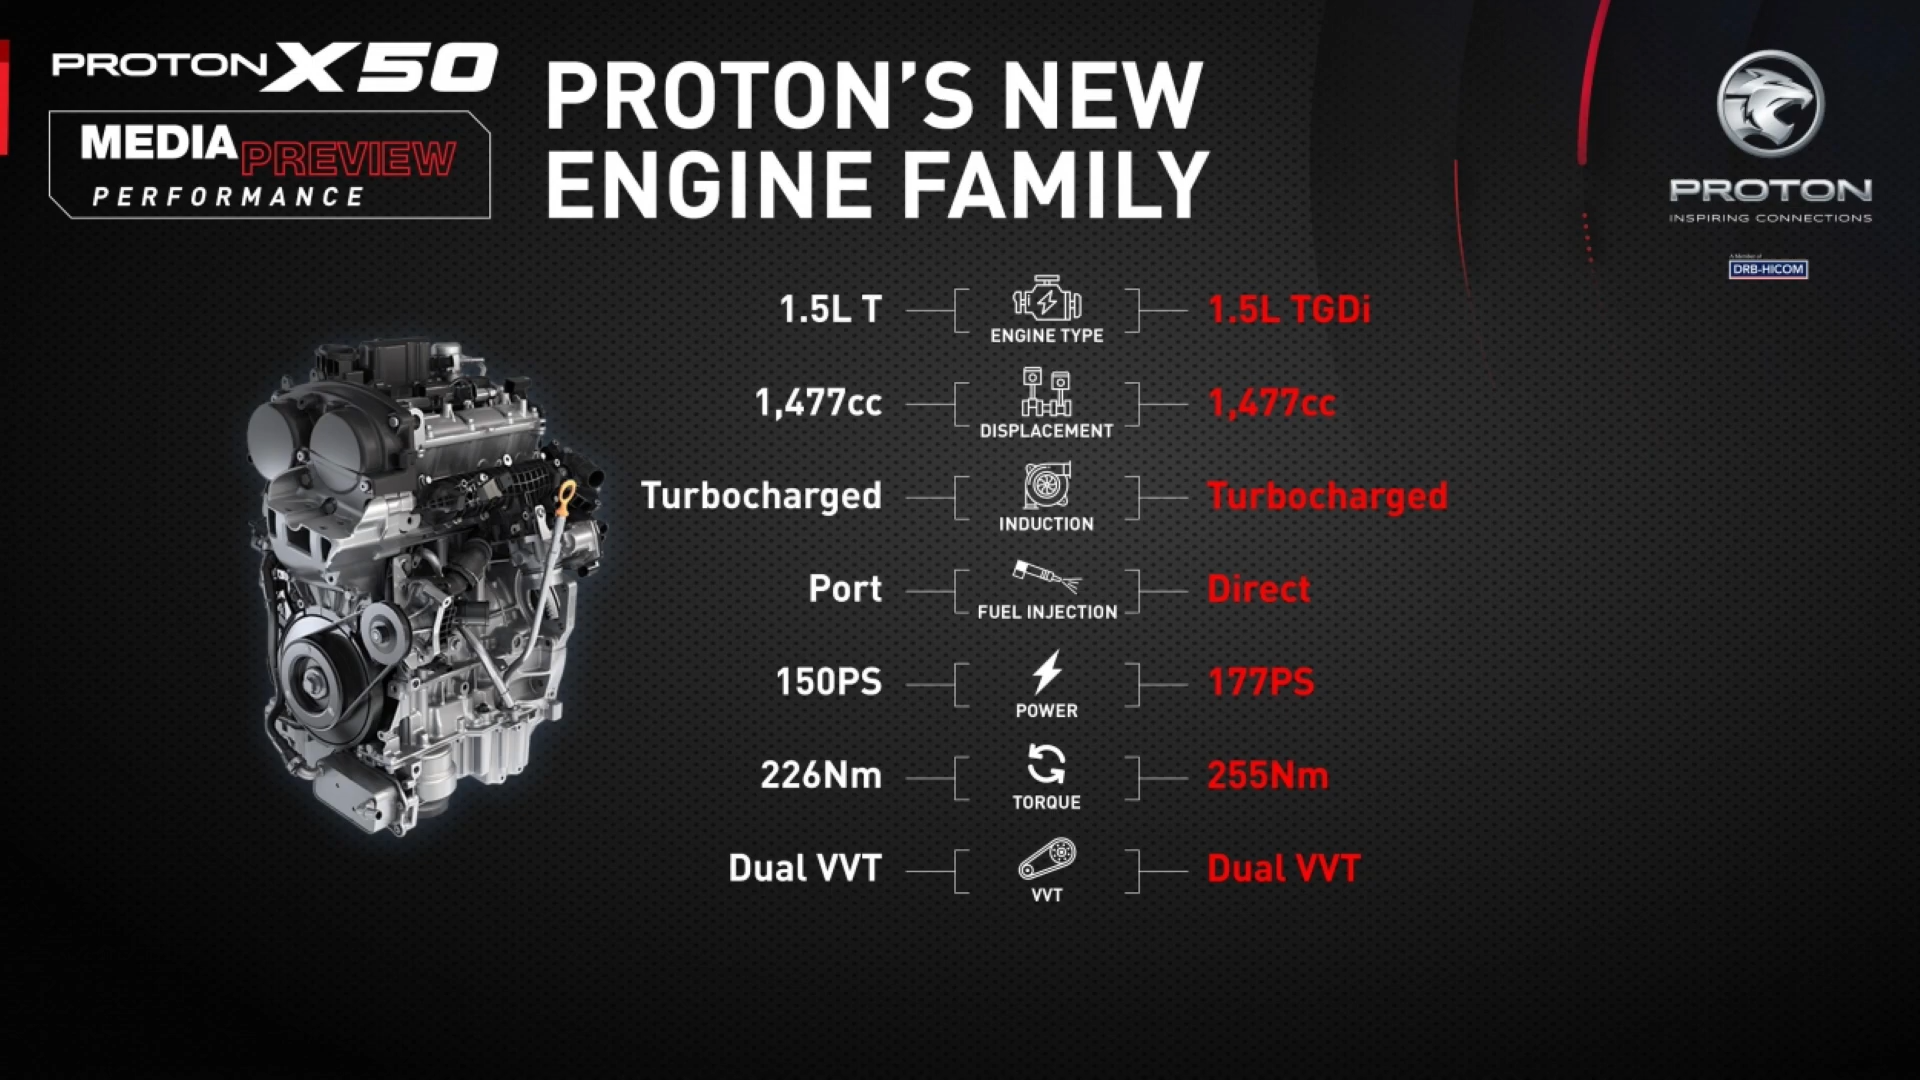 PROTON X50
MEDIA PREVIEW
PERFORMANCE
PROTON'S NEW
ENGINE FAMILY
PROTON
INSPIRING CONNECTIONS
A Member of
DRB-HICOM
1.5L T ENGINE TYPE 1.5L TGDi
1,477cc DISPLACEMENT 1,477cc
Turbocharged INDUCTION Turbocharged
Port FUEL INJECTION Direct
150PS POWER 177PS
226Nm TORQUE 255Nm
Dual VVT VVT Dual VVT